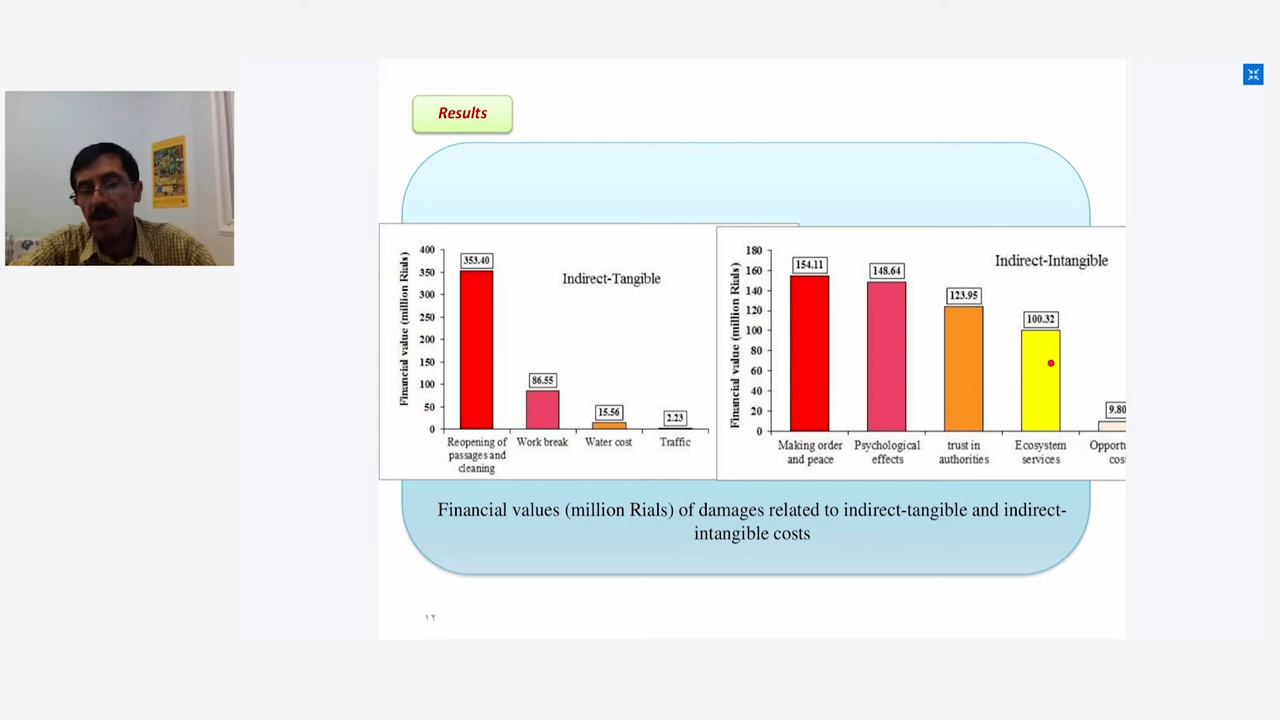 Results
Financial value (million Rials)
400
350
300
250
200
150
100
50
0
Indirect-Tangible
353.40
86.55
15.56
2.23
Reopening of
passages and
cleaning
Work break
Water cost
Traffic
Financial value (million Rials)
180
160
140
120
100
80
60
40
20
0
Indirect-Intangible
154.11
148.64
123.95
100.32
9.80
Making order
and peace
Psychological
effects
trust in
authorities
Ecosystem
services
Financial values (million Rials) of damages related to indirect-tangible and indirect-
intangible costs
۱۲